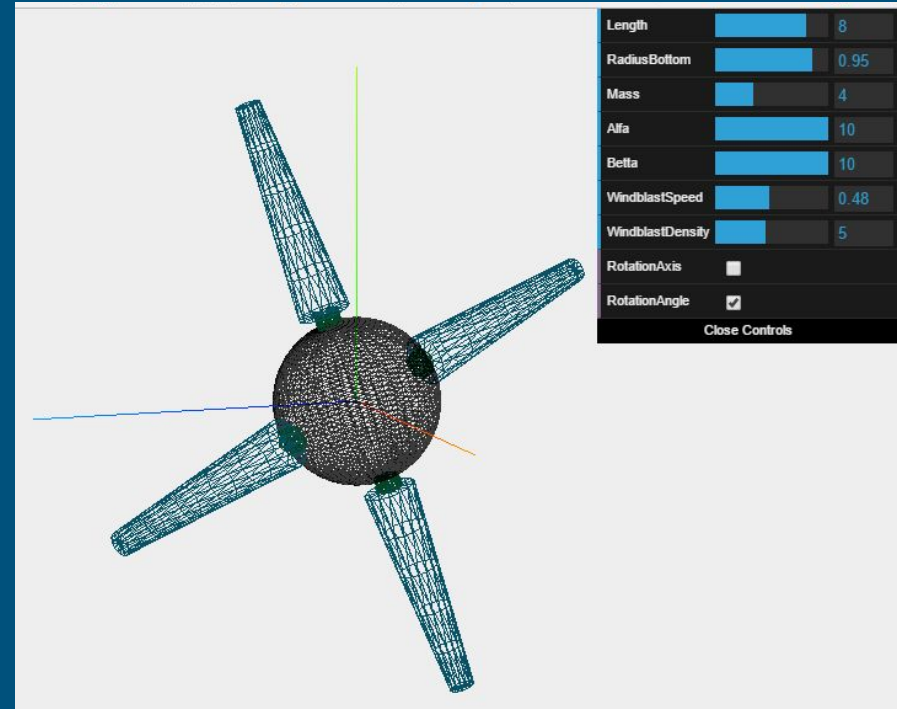 Length 8
RadiusBottom 0.95
Mass 4
Alfa 10
Betta 10
WindblastSpeed 0.48
WindblastDensity 5
RotationAxis
RotationAngle
Close Controls